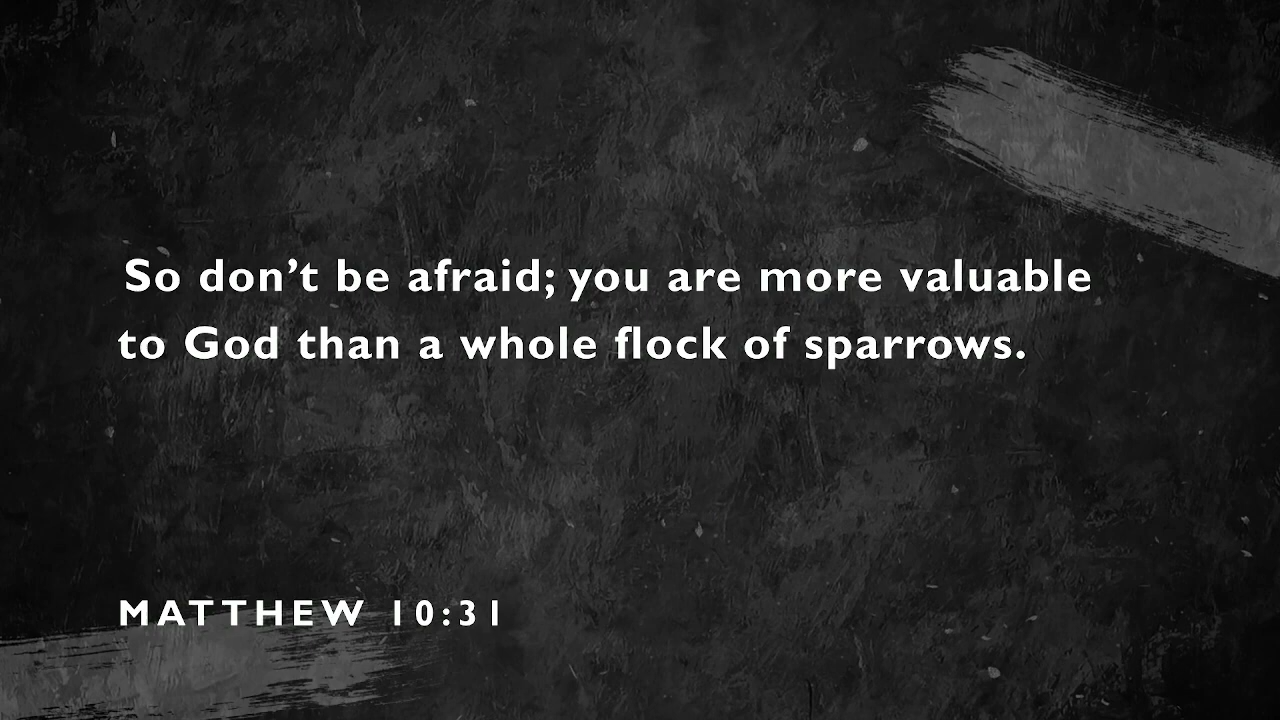 So don’t be afraid; you are more valuable
to God than a whole flock of sparrows.
MATTHEW 10:31